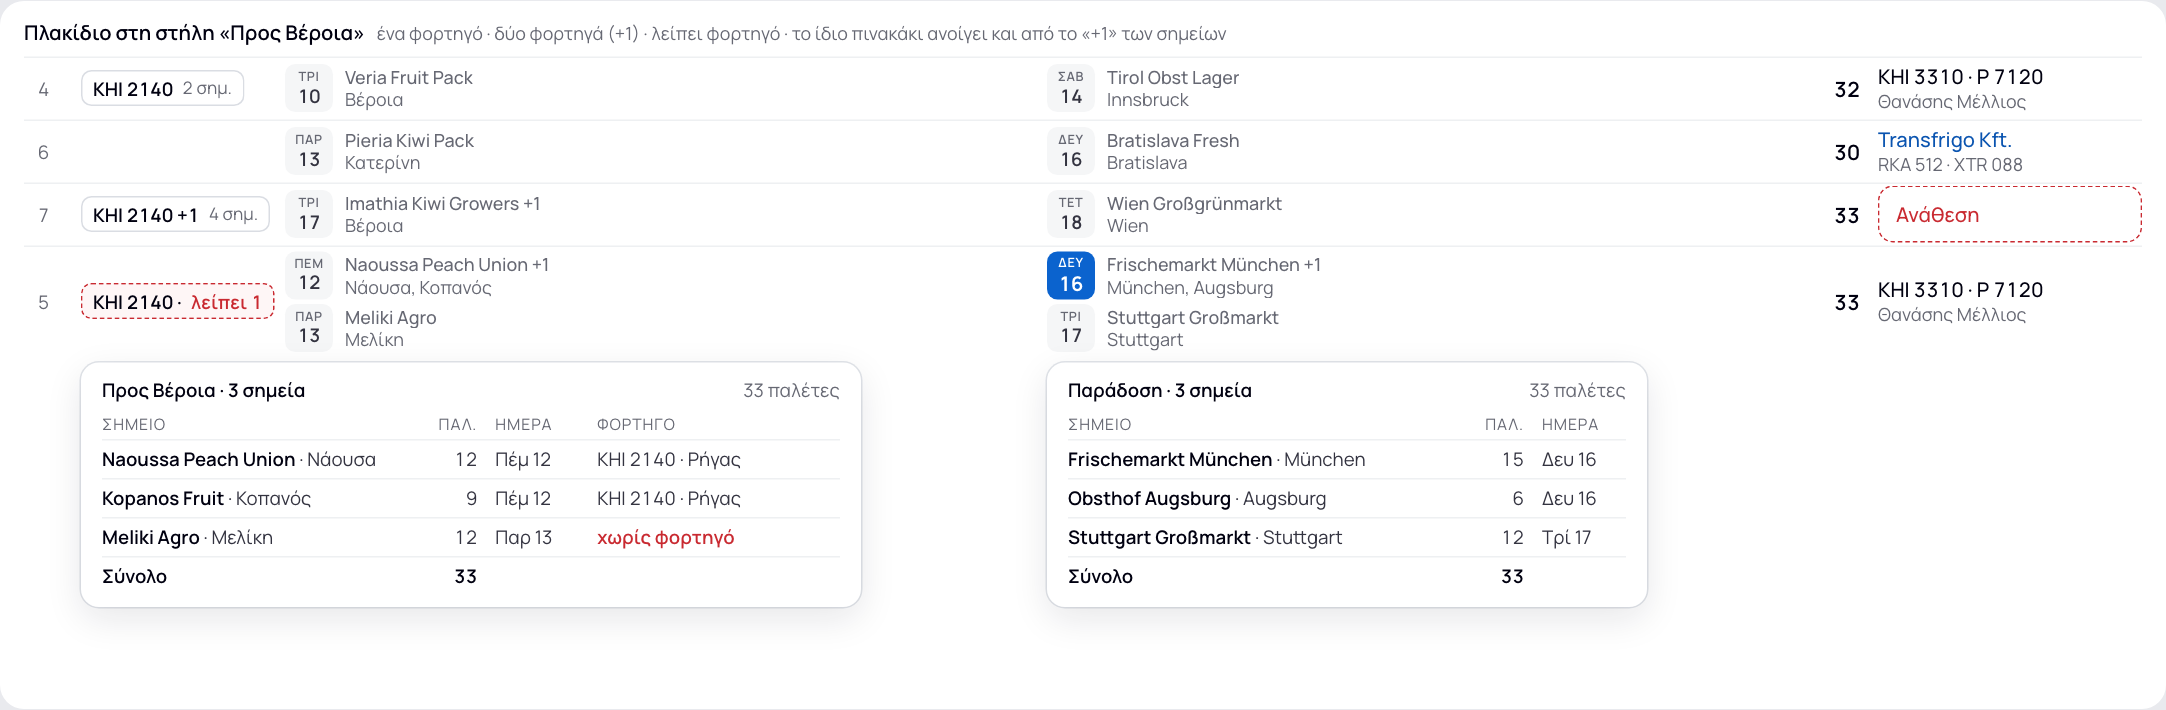 Πλακίδιο στη στήλη «Προς Βέροια» ένα φορτηγό · δύο φορτηγά (+1) · λείπει φορτηγό · το ίδιο πινακάκι ανοίγει και από το «+1» των σημείων
4 ΚΗΙ 2140 2 σημ. ΤΡΙ 10 Veria Fruit Pack Βέροια ΣΑΒ 14 Tirol Obst Lager Innsbruck 32 ΚΗΙ 3310 · Ρ 7120 Θανάσης Μέλλιος
6 ΠΑΡ 13 Pieria Kiwi Pack Κατερίνη ΔΕΥ 16 Bratislava Fresh Bratislava 30 Transfrigo Kft. RKA 512 · XTR 088
7 ΚΗΙ 2140 +1 4 σημ. ΤΡΙ 17 Imathia Kiwi Growers +1 Βέροια ΤΕΤ 18 Wien Großgrünmarkt Wien 33 Ανάθεση
5 ΚΗΙ 2140 · λείπει 1 ΠΕΜ 12 Naoussa Peach Union +1 Νάουσα, Κοπανός ΔΕΥ 16 Frischemarkt München +1 München, Augsburg 33 ΚΗΙ 3310 · Ρ 7120 Θανάσης Μέλλιος
ΠΑΡ 13 Meliki Agro Μελίκη ΤΡΙ 17 Stuttgart Großmarkt Stuttgart
Προς Βέροια · 3 σημεία 33 παλέτες
ΣΗΜΕΙΟ ΠΑΛ. ΗΜΕΡΑ ΦΟΡΤΗΓΟ
Naoussa Peach Union · Νάουσα 12 Πέμ 12 ΚΗΙ 2140 · Ρήγας
Kopanos Fruit · Κοπανός 9 Πέμ 12 ΚΗΙ 2140 · Ρήγας
Meliki Agro · Μελίκη 12 Παρ 13 χωρίς φορτηγό
Σύνολο 33
Παράδοση · 3 σημεία 33 παλέτες
ΣΗΜΕΙΟ ΠΑΛ. ΗΜΕΡΑ
Frischemarkt München · München 15 Δευ 16
Obsthof Augsburg · Augsburg 6 Δευ 16
Stuttgart Großmarkt · Stuttgart 12 Τρί 17
Σύνολο 33